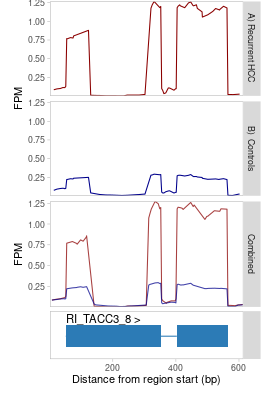 1.25
1.00
0.75
0.50
0.25
FPM
A) Recurrent HCC
1.25
1.00
0.75
0.50
0.25
B) Controls
1.25
1.00
0.75
0.50
0.25
FPM
Combined
RI_TACC3_8 >
200 400 600
Distance from region start (bp)